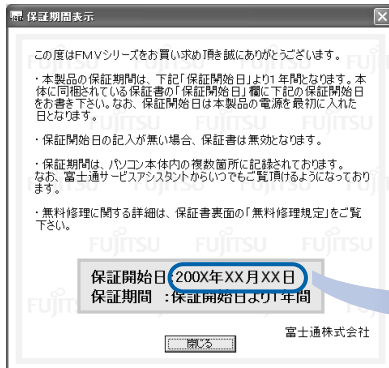 保証期間表示
この度はFMVシリーズをお買い求め頂き誠にありがとうございます。
・本製品の保証期間は、下記「保証開始日」より1年間となります。本
体に同梱されている保証書の「保証開始日」欄に下記の保証開始日
をお書き下さい。なお、保証開始日は本製品の電源を最初に入れた
日となります。
・保証開始日の記入が無い場合、保証書は無効となります。
・保証期間は、パソコン本体内の複数箇所に記録されております。
なお、富士通サービスアシスタントからいつでもご覧頂けるようになっており
ます。
・無料修理に関する詳細は、保証書裏面の「無料修理規定」をご覧
下さい。
FUJITSU FUJITSU FUJITSU
保証開始日:200X年XX月XX日
保証期間 :保証開始日より1年間
富士通株式会社
閉じる